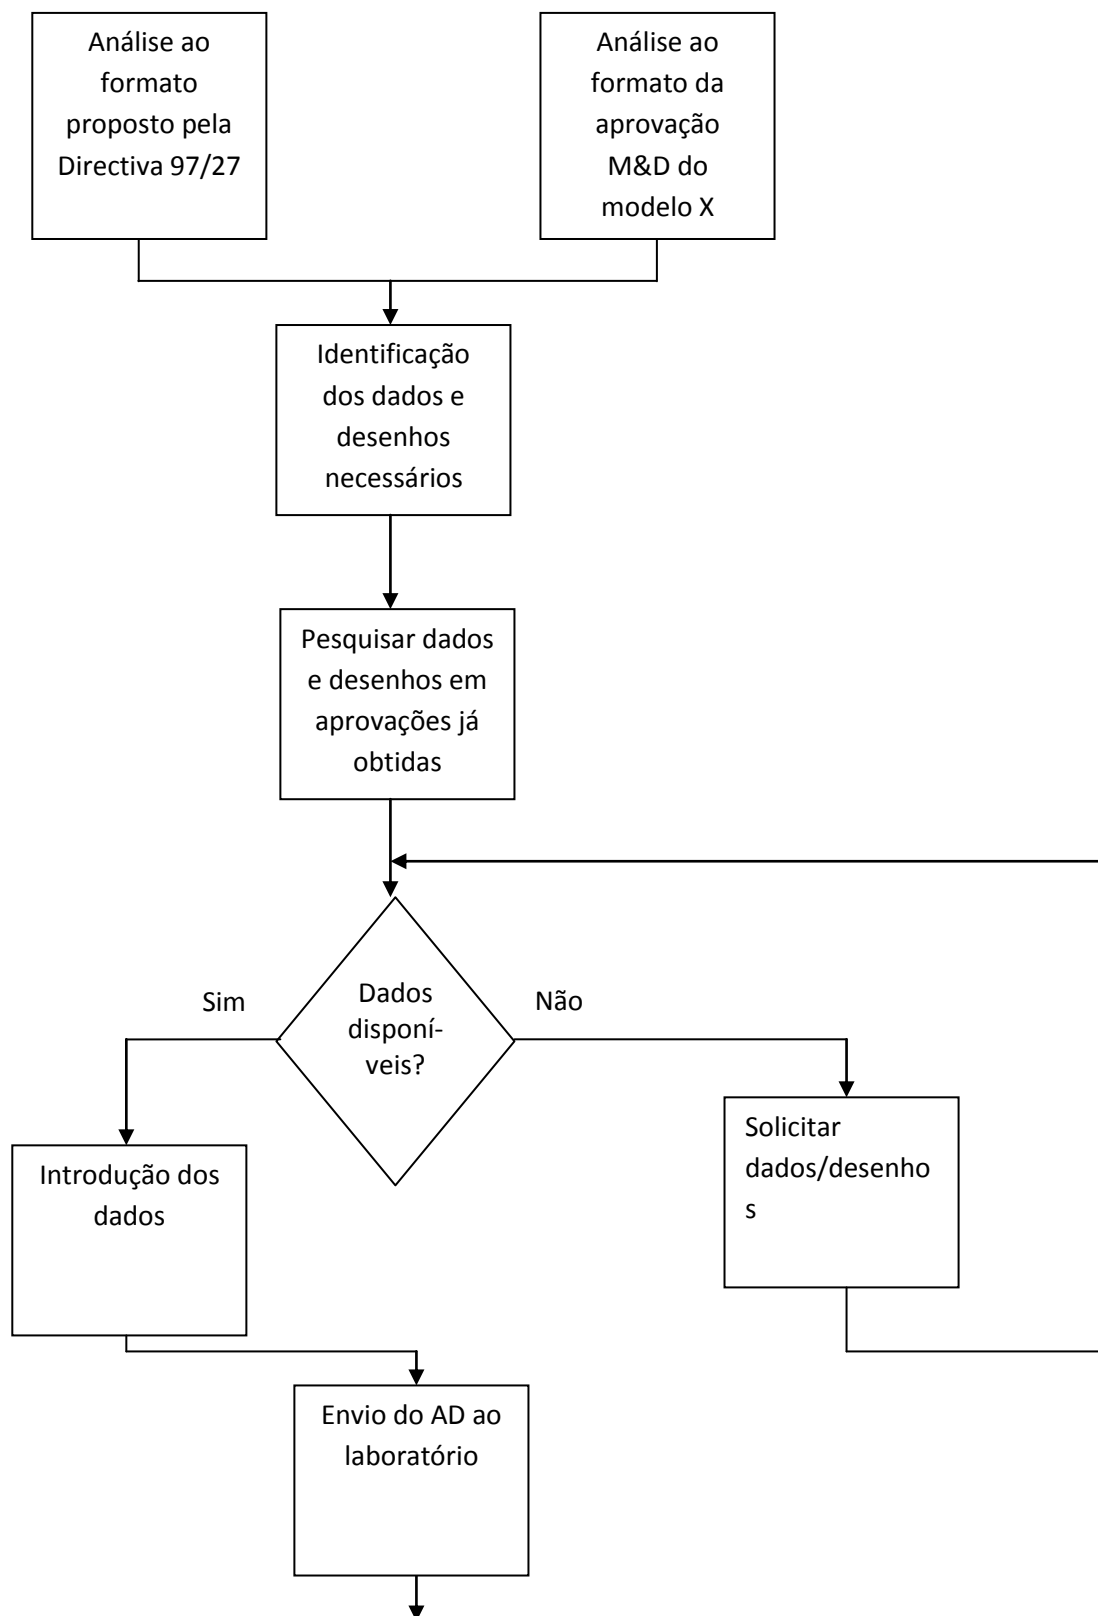 Análise ao
formato
proposto pela
Directiva 97/27
Análise ao
formato da
aprovação
M&D do
modelo X
Identificação
dos dados e
desenhos
necessários
Pesquisar dados
e desenhos em
aprovações já
obtidas
Sim
Dados
disponí-
veis?
Não
Solicitar
dados/desenho
s
Introdução dos
dados
Envio do AD ao
laboratório